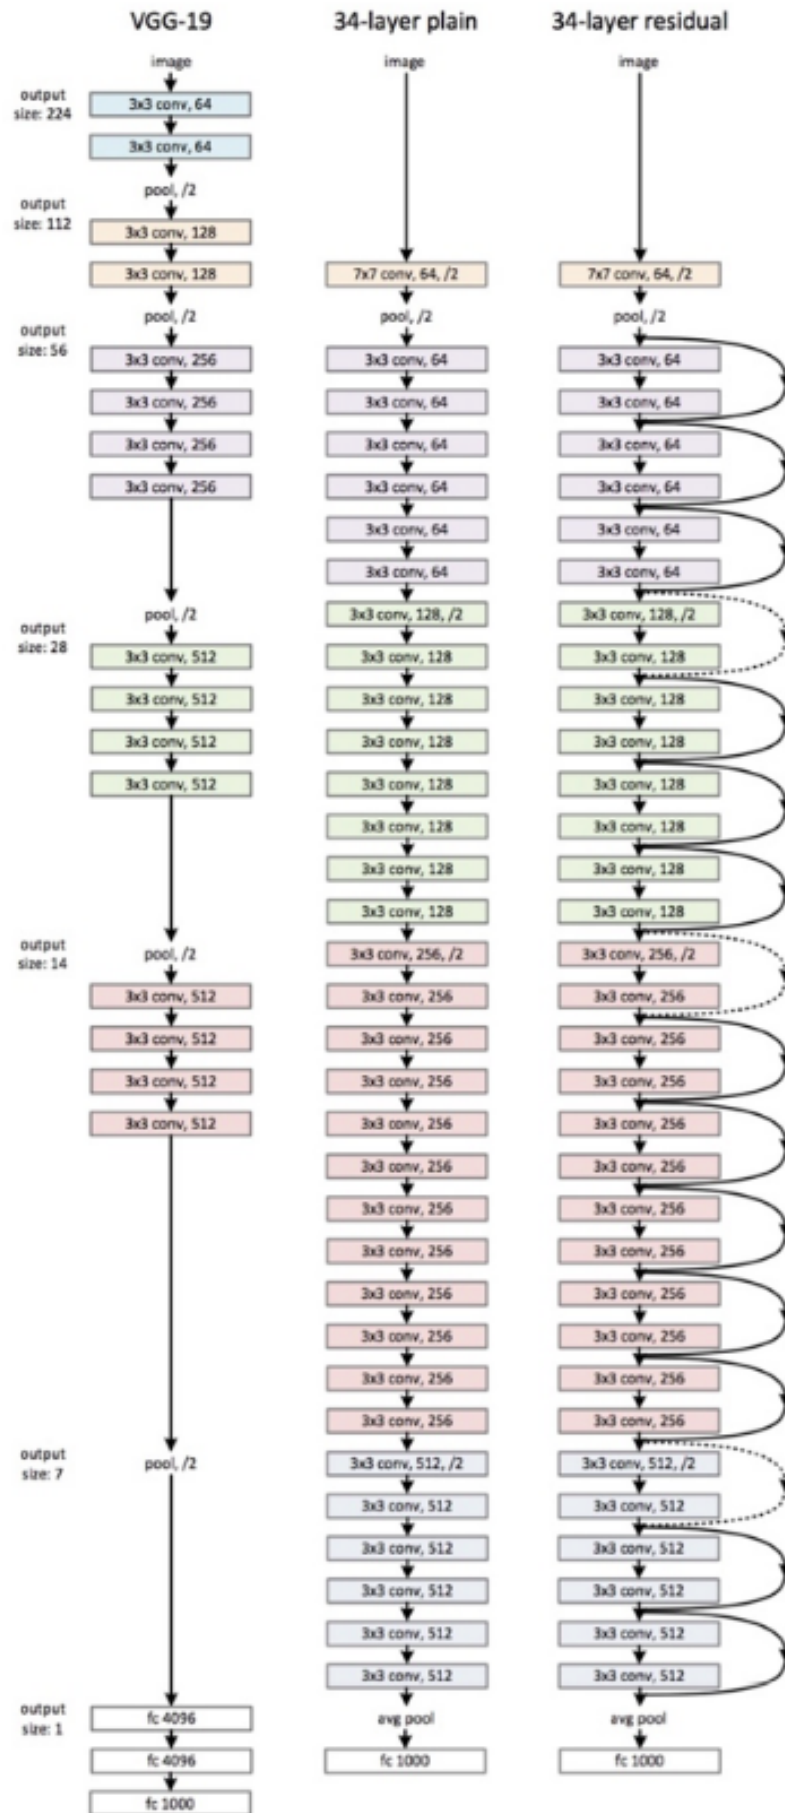 VGG-19
34-layer plain
34-layer residual
output
size: 224
output
size: 112
output
size: 56
output
size: 28
output
size: 14
output
size: 7
output
size: 1
image
3x3 conv, 64
3x3 conv, 64
pool, /2
3x3 conv, 128
3x3 conv, 128
pool, /2
3x3 conv, 256
3x3 conv, 256
3x3 conv, 256
3x3 conv, 256
pool, /2
3x3 conv, 512
3x3 conv, 512
3x3 conv, 512
3x3 conv, 512
pool, /2
3x3 conv, 512
3x3 conv, 512
3x3 conv, 512
3x3 conv, 512
pool, /2
fc 4096
fc 4096
fc 1000
image
7x7 conv, 64, /2
pool, /2
3x3 conv, 64
3x3 conv, 64
3x3 conv, 64
3x3 conv, 64
3x3 conv, 64
3x3 conv, 64
3x3 conv, 128, /2
3x3 conv, 128
3x3 conv, 128
3x3 conv, 128
3x3 conv, 128
3x3 conv, 128
3x3 conv, 128
3x3 conv, 128
3x3 conv, 256, /2
3x3 conv, 256
3x3 conv, 256
3x3 conv, 256
3x3 conv, 256
3x3 conv, 256
3x3 conv, 256
3x3 conv, 256
3x3 conv, 256
3x3 conv, 256
3x3 conv, 256
3x3 conv, 256
3x3 conv, 512, /2
3x3 conv, 512
3x3 conv, 512
3x3 conv, 512
3x3 conv, 512
3x3 conv, 512
avg pool
fc 1000
image
7x7 conv, 64, /2
pool, /2
3x3 conv, 64
3x3 conv, 64
3x3 conv, 64
3x3 conv, 64
3x3 conv, 64
3x3 conv, 64
3x3 conv, 128, /2
3x3 conv, 128
3x3 conv, 128
3x3 conv, 128
3x3 conv, 128
3x3 conv, 128
3x3 conv, 128
3x3 conv, 128
3x3 conv, 256, /2
3x3 conv, 256
3x3 conv, 256
3x3 conv, 256
3x3 conv, 256
3x3 conv, 256
3x3 conv, 256
3x3 conv, 256
3x3 conv, 256
3x3 conv, 256
3x3 conv, 256
3x3 conv, 256
3x3 conv, 512, /2
3x3 conv, 512
3x3 conv, 512
3x3 conv, 512
3x3 conv, 512
3x3 conv, 512
avg pool
fc 1000